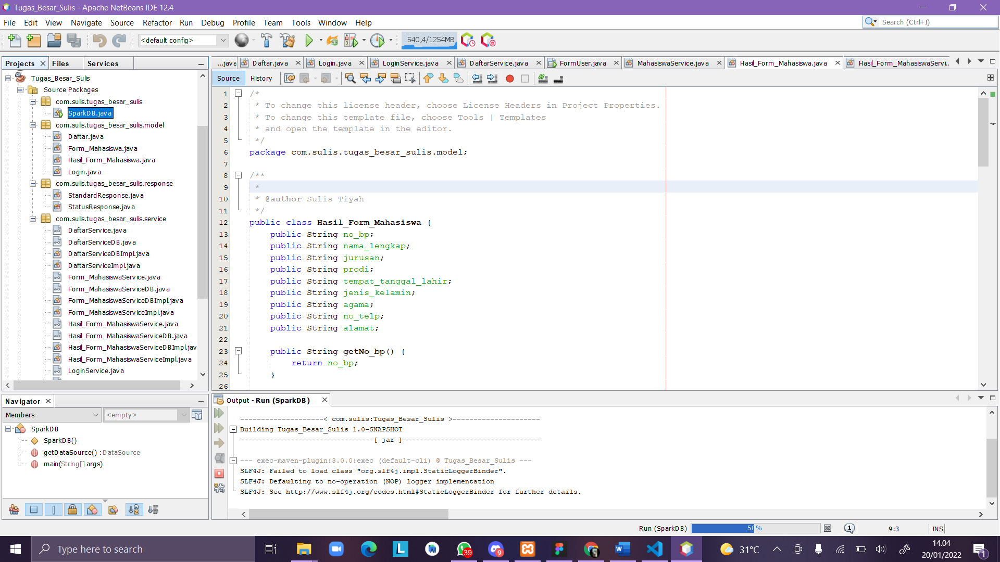 Tugas_Besar_Sulis - Apache NetBeans IDE 12.4
File Edit View Navigate Source Refactor Run Debug Profile Team Tools Window Help
Search (Ctrl+I)
<default config>
540,4/1254MB
Projects Files Services
Tugas_Besar_Sulis
Source Packages
com.sulis.tugas_besar_sulis
SparkDB.java
com.sulis.tugas_besar_sulis.model
Daftar.java
Form_Mahasiswa.java
Hasil_Form_Mahasiswa.java
Login.java
com.sulis.tugas_besar_sulis.response
StandardResponse.java
StatusResponse.java
com.sulis.tugas_besar_sulis.service
DaftarService.java
DaftarServiceDB.java
DaftarServiceDBImpl.java
DaftarServiceImpl.java
Form_MahasiswaService.java
Form_MahasiswaServiceDB.java
Form_MahasiswaServiceDBImpl.java
Form_MahasiswaServiceImpl.java
Hasil_Form_MahasiswaService.java
Hasil_Form_MahasiswaServiceDB.java
Hasil_Form_MahasiswaServiceDBImpl.jav
Hasil_Form_MahasiswaServiceImpl.java
LoginService.java
...java Daftar.java Login.java LoginService.java DaftarService.java FormUser.java MahasiswaService.java Hasil_Form_Mahasiswa.java Hasil_Form_MahasiswaServi...
Source History
1 /*
2 * To change this license header, choose License Headers in Project Properties.
3 * To change this template file, choose Tools | Templates
4 * and open the template in the editor.
5 */
6 package com.sulis.tugas_besar_sulis.model;
7
8 /**
9 *
10 * @author Sulis Tiyah
11 */
12 public class Hasil_Form_Mahasiswa {
13 public String no_bp;
14 public String nama_lengkap;
15 public String jurusan;
16 public String prodi;
17 public String tempat_tanggal_lahir;
18 public String jenis_kelamin;
19 public String agama;
20 public String no_telp;
21 public String alamat;
22
23 public String getNo_bp() {
24 return no_bp;
25 }
26
Navigator
Members <empty>
SparkDB
SparkDB()
getDataSource() : DataSource
main(String[] args)
Output - Run (SparkDB)
--------------------< com.sulis:Tugas_Besar_Sulis >---------------------
Building Tugas_Besar_Sulis 1.0-SNAPSHOT
--------------------------------[ jar ]---------------------------------
--- exec-maven-plugin:3.0.0:exec (default-cli) @ Tugas_Besar_Sulis ---
SLF4J: Failed to load class "org.slf4j.impl.StaticLoggerBinder".
SLF4J: Defaulting to no-operation (NOP) logger implementation
SLF4J: See http://www.slf4j.org/codes.html#StaticLoggerBinder for further details.
Run (SparkDB) 50% 1 9:3 INS
Type here to search
39
9
31°C
14.04
20/01/2022
1